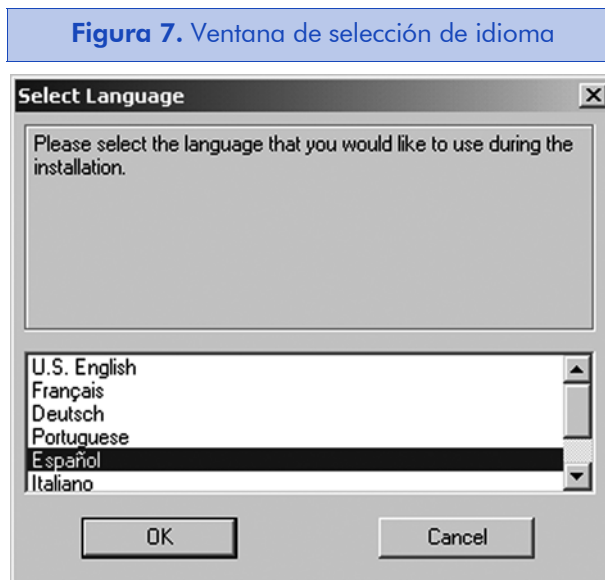 Figura 7. Ventana de selección de idioma
Select Language
Please select the language that you would like to use during the
installation.
U.S. English
Français
Deutsch
Portuguese
Español
Italiano
OK
Cancel